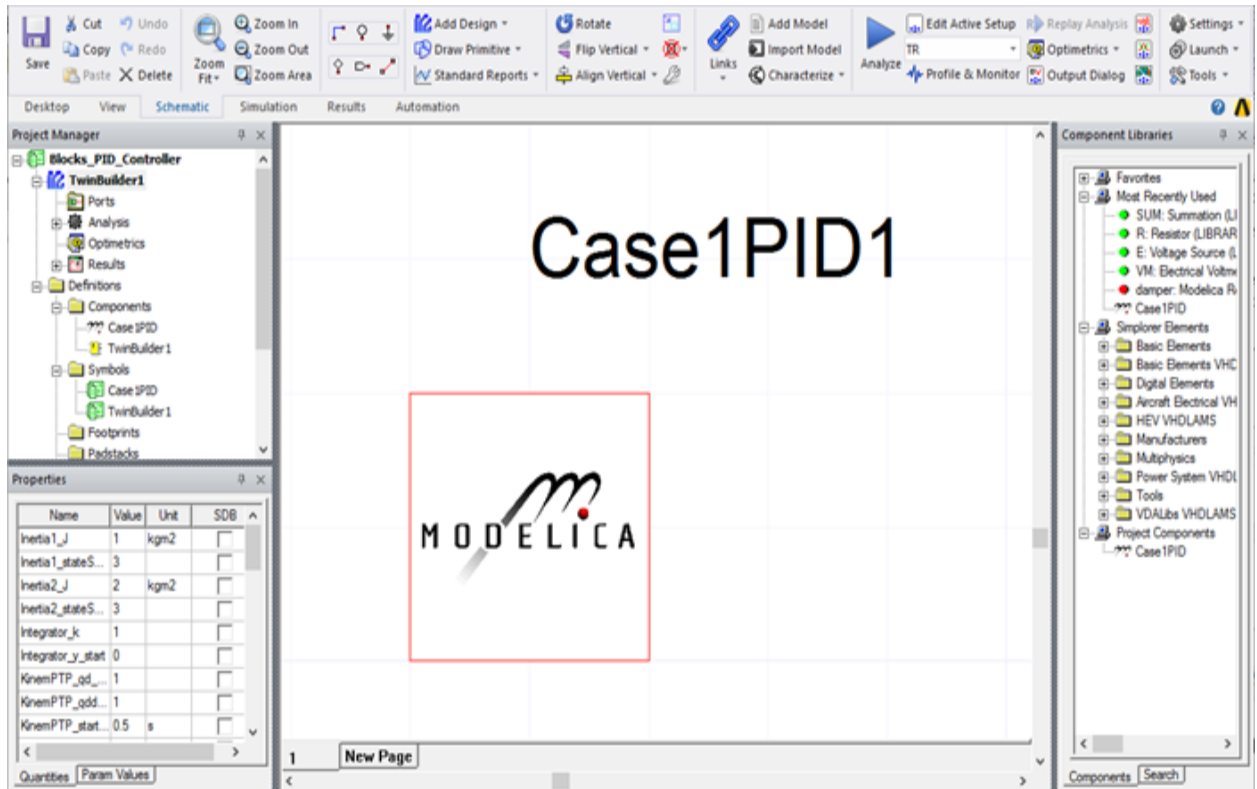 Save
Cut
Copy
Paste
Undo
Redo
Delete
Zoom
Fit
Zoom In
Zoom Out
Zoom Area
Add Design
Draw Primitive
Standard Reports
Rotate
Flip Vertical
Align Vertical
Links
Add Model
Import Model
Characterize
Analyze
Edit Active Setup
TR
Profile & Monitor
Replay Analysis
Optimetrics
Output Dialog
Settings
Launch
Tools
Desktop View Schematic Simulation Results Automation
Project Manager
Blocks_PID_Controller
TwinBuilder1
Ports
Analysis
Optimetrics
Results
Definitions
Components
Case1PID
TwinBuilder1
Symbols
Case1PID
TwinBuilder1
Footprints
Padstacks
Properties
Name Value Unit SDB
Inertia1_J 1 kgm2
Inertia1_stateS... 3
Inertia2_J 2 kgm2
Inertia2_stateS... 3
Integrator_k 1
Integrator_y_start 0
KinemPTP_qd_... 1
KinemPTP_qdd... 1
KinemPTP_start... 0.5 s
Quantities Param Values
Case1PID1
MODELICA
1 New Page
Component Libraries
Favorites
Most Recently Used
SUM: Summation (LI
R: Resistor (LIBRAR
E: Voltage Source (L
VM: Electrical Voltme
damper: Modelica R
Case1PID
Simplorer Elements
Basic Elements
Basic Elements VHD
Digital Elements
Aircraft Electrical VH
HEV VHDLAMS
Manufacturers
Multiphysics
Power System VHDL
Tools
VDALibs VHDLAMS
Project Components
Case1PID
Components Search